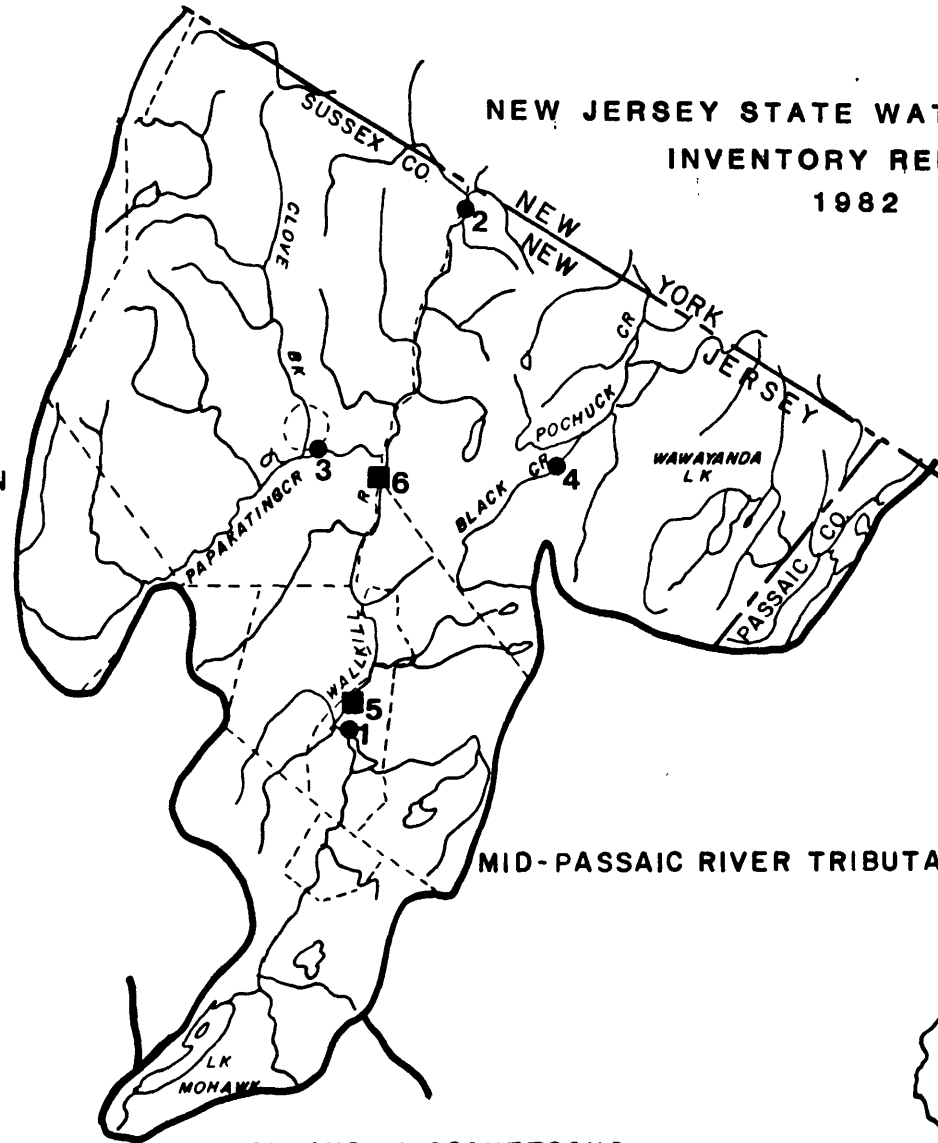 NEW JERSEY STATE WAT
INVENTORY RE
1982
SUSSEX CO.
NEW YORK
NEW JERSEY
2
CLOVE BK
CR
POCHUCK
3
6
R
BLACK CR
4
WAWAYANDA
LK
PAPAKATING CR
PASSAIC CO.
WALLKILL
5
1
MID-PASSAIC RIVER TRIBUTA
LK
MOHAWK